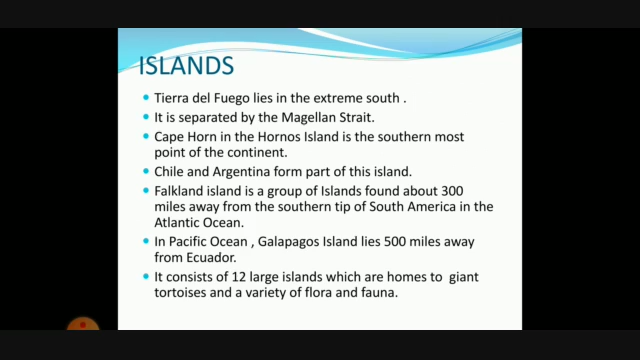 ISLANDS
Tierra del Fuego lies in the extreme south .
It is separated by the Magellan Strait.
Cape Horn in the Hornos Island is the southern most
point of the continent.
Chile and Argentina form part of this island.
Falkland island is a group of Islands found about 300
miles away from the southern tip of South America in the
Atlantic Ocean.
In Pacific Ocean , Galapagos Island lies 500 miles away
from Ecuador.
It consists of 12 large islands which are homes to  giant
tortoises and a variety of flora and fauna.